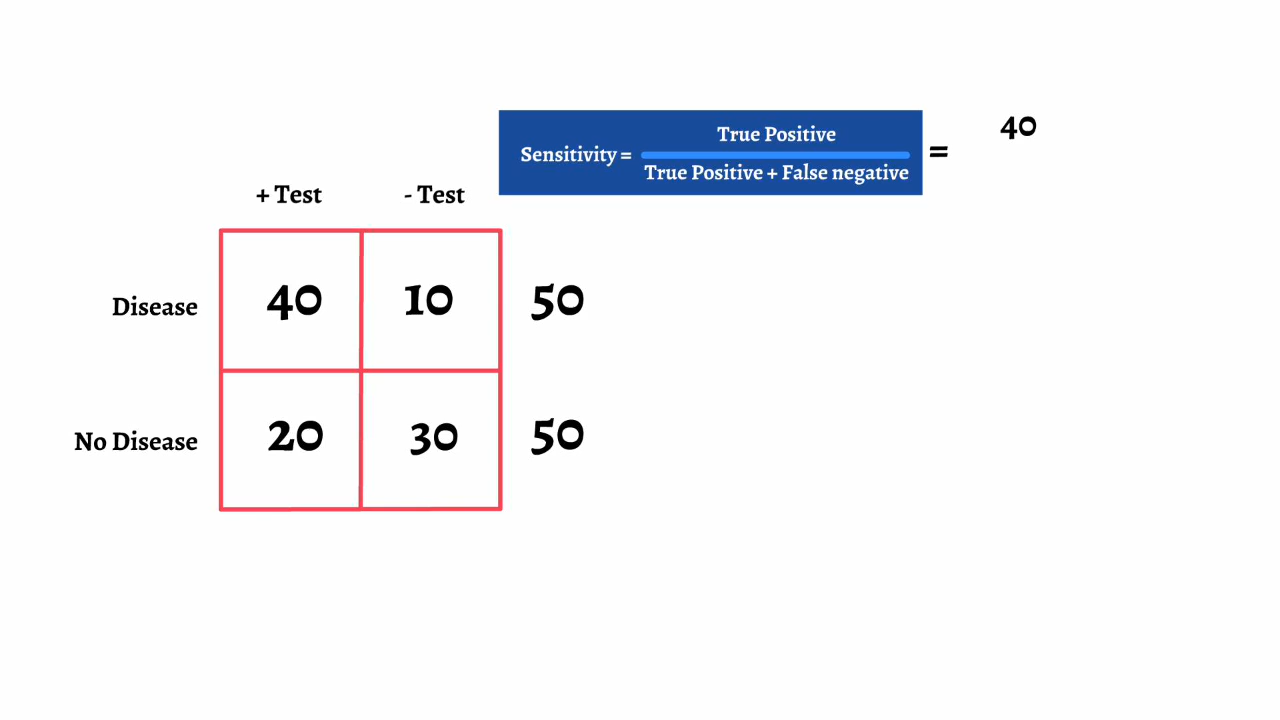 True Positive
Sensitivity =
True Positive + False negative
=
40
+ Test - Test
Disease 40 10 50
No Disease 20 30 50